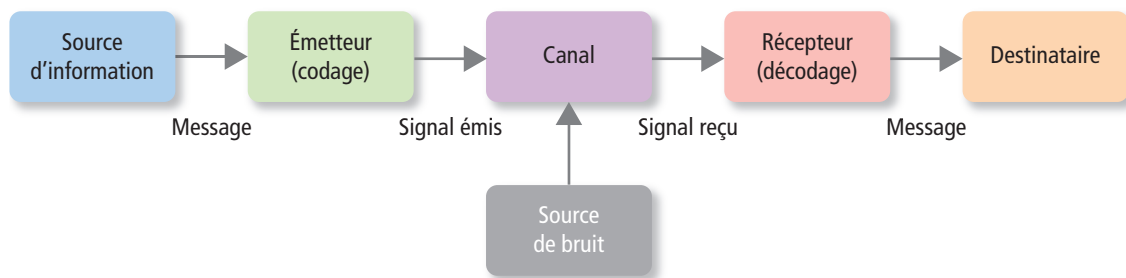 Source
d'information
Émetteur
(codage)
Canal
Récepteur
(décodage)
Destinataire
Message
Signal émis
Signal reçu
Message
Source
de bruit